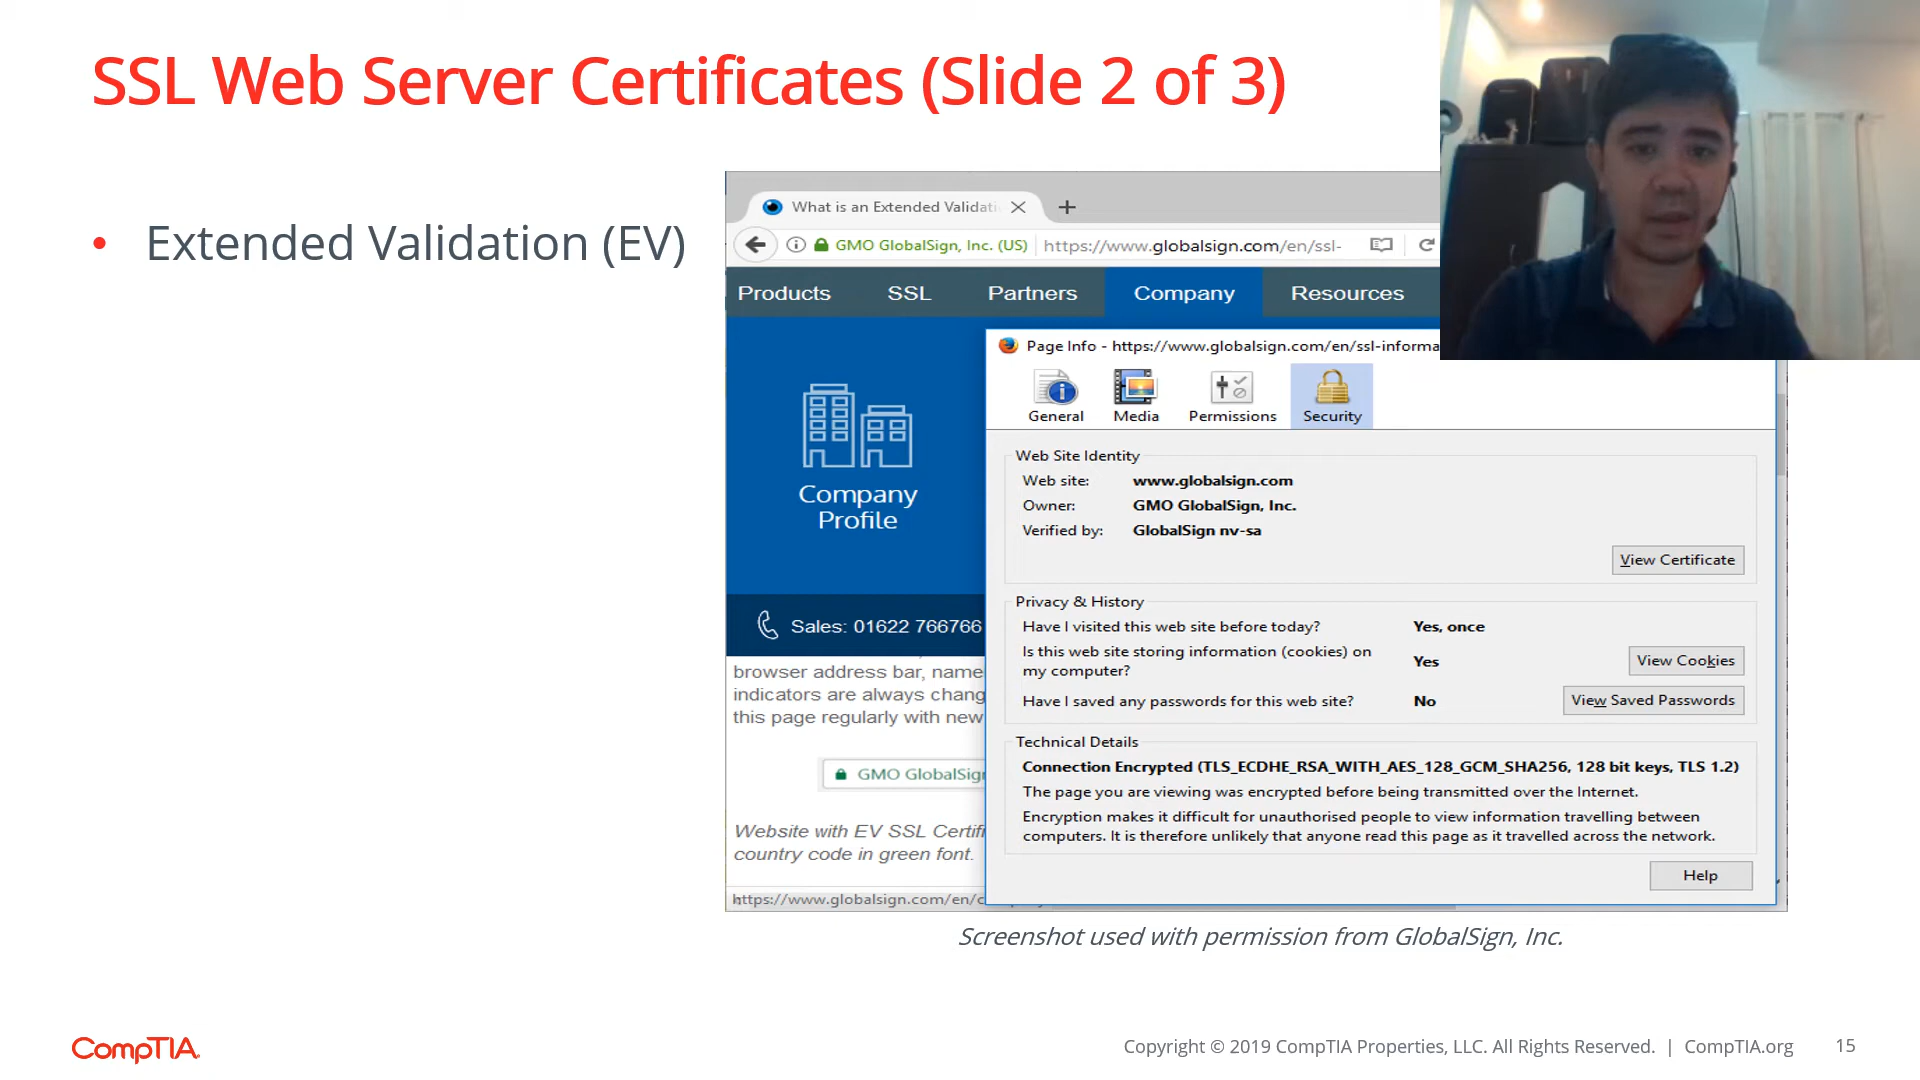 SSL Web Server Certificates (Slide 2 of 3)
• Extended Validation (EV)
What is an Extended Validati
GMO GlobalSign, Inc. (US)
https://www.globalsign.com/en/ssl-
Products
SSL
Partners
Company
Resources
Company
Profile
Sales: 01622 766766
browser address bar, name
indicators are always chang
this page regularly with new
GMO GlobalSign
Website with EV SSL Certifi
country code in green font.
https://www.globalsign.com/en/c
Page Info - https://www.globalsign.com/en/ssl-informa
General
Media
Permissions
Security
Web Site Identity
Web site: www.globalsign.com
Owner: GMO GlobalSign, Inc.
Verified by: GlobalSign nv-sa
View Certificate
Privacy & History
Have I visited this web site before today? Yes, once
Is this web site storing information (cookies) on
my computer?
Yes
View Cookies
Have I saved any passwords for this web site? No
View Saved Passwords
Technical Details
Connection Encrypted (TLS_ECDHE_RSA_WITH_AES_128_GCM_SHA256, 128 bit keys, TLS 1.2)
The page you are viewing was encrypted before being transmitted over the Internet.
Encryption makes it difficult for unauthorised people to view information travelling between
computers. It is therefore unlikely that anyone read this page as it travelled across the network.
Help
Screenshot used with permission from GlobalSign, Inc.
CompTIA.
Copyright © 2019 CompTIA Properties, LLC. All Rights Reserved. | CompTIA.org
15